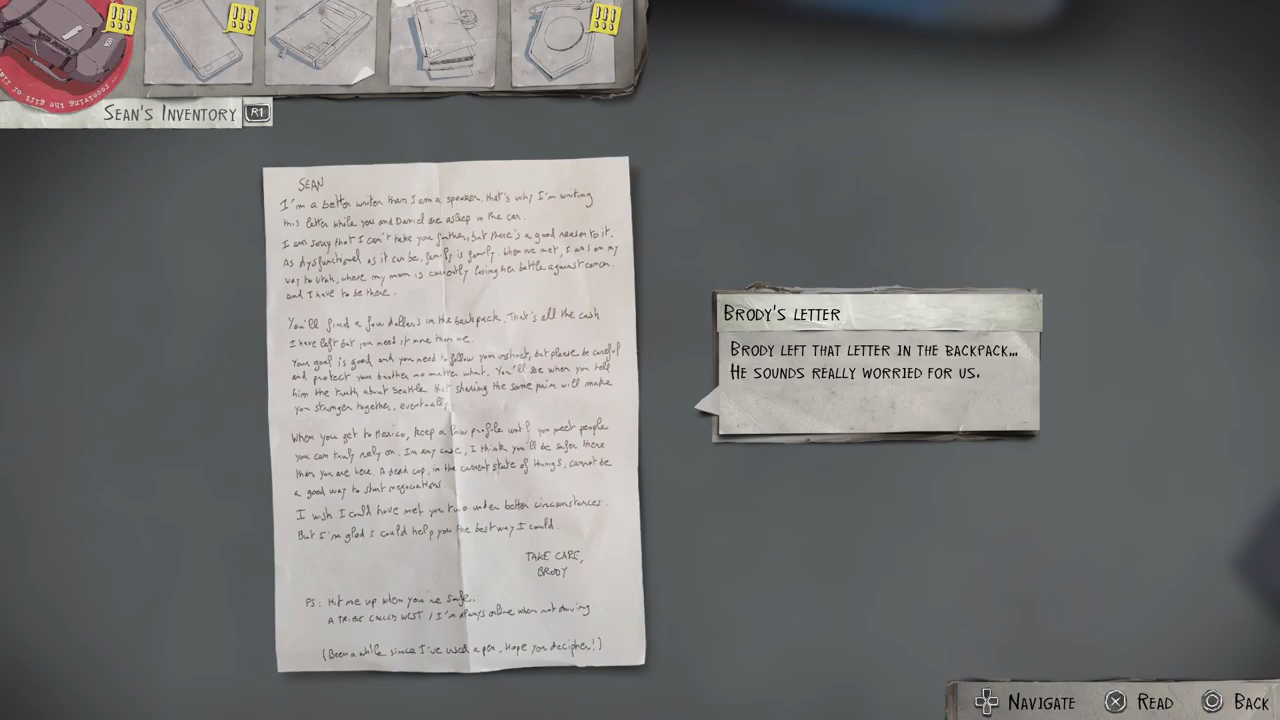 ... receiving the gift of risk!
SEAN'S INVENTORY R1
SEAN
I'm a better writer than I am a speaker. that's why I'm writing
this letter while you and Daniel are asleep in the car.
I am sorry that I can't take you further, but there's a good reason to it.
As dysfunctional as it can be, family is family. When we met, I was on my
way to Utah, where my mom is currently losing her battle against cancer.
and I have to be there.
You'll find a few dollars in the backpack. That's all the cash
I have left but you need it more than me.
Your goal is good and you need to follow your instinct, but please be careful
and protect your brother no matter what. You'll see when you tell
him the truth about Seattle that sharing the same pain will make
you stronger together, eventually.
When you get to Mexico, keep a low profile until you meet people
you can truly rely on. In any case, I think you'll be safer there
than you are here. A dead cop, in the current state of things, cannot be
a good way to start negociations.
I wish I could have met you two under better circumstances.
But I'm glad I could help you the best way I could.
TAKE CARE,
BRODY
PS: Hit me up when you're safe.
A TRIBE CALLED WEST / I'm always online when not driving
(Been a while since I've used a pen. Hope you decipher!)
BRODY'S LETTER
BRODY LEFT THAT LETTER IN THE BACKPACK...
HE SOUNDS REALLY WORRIED FOR US.
NAVIGATE READ BACK